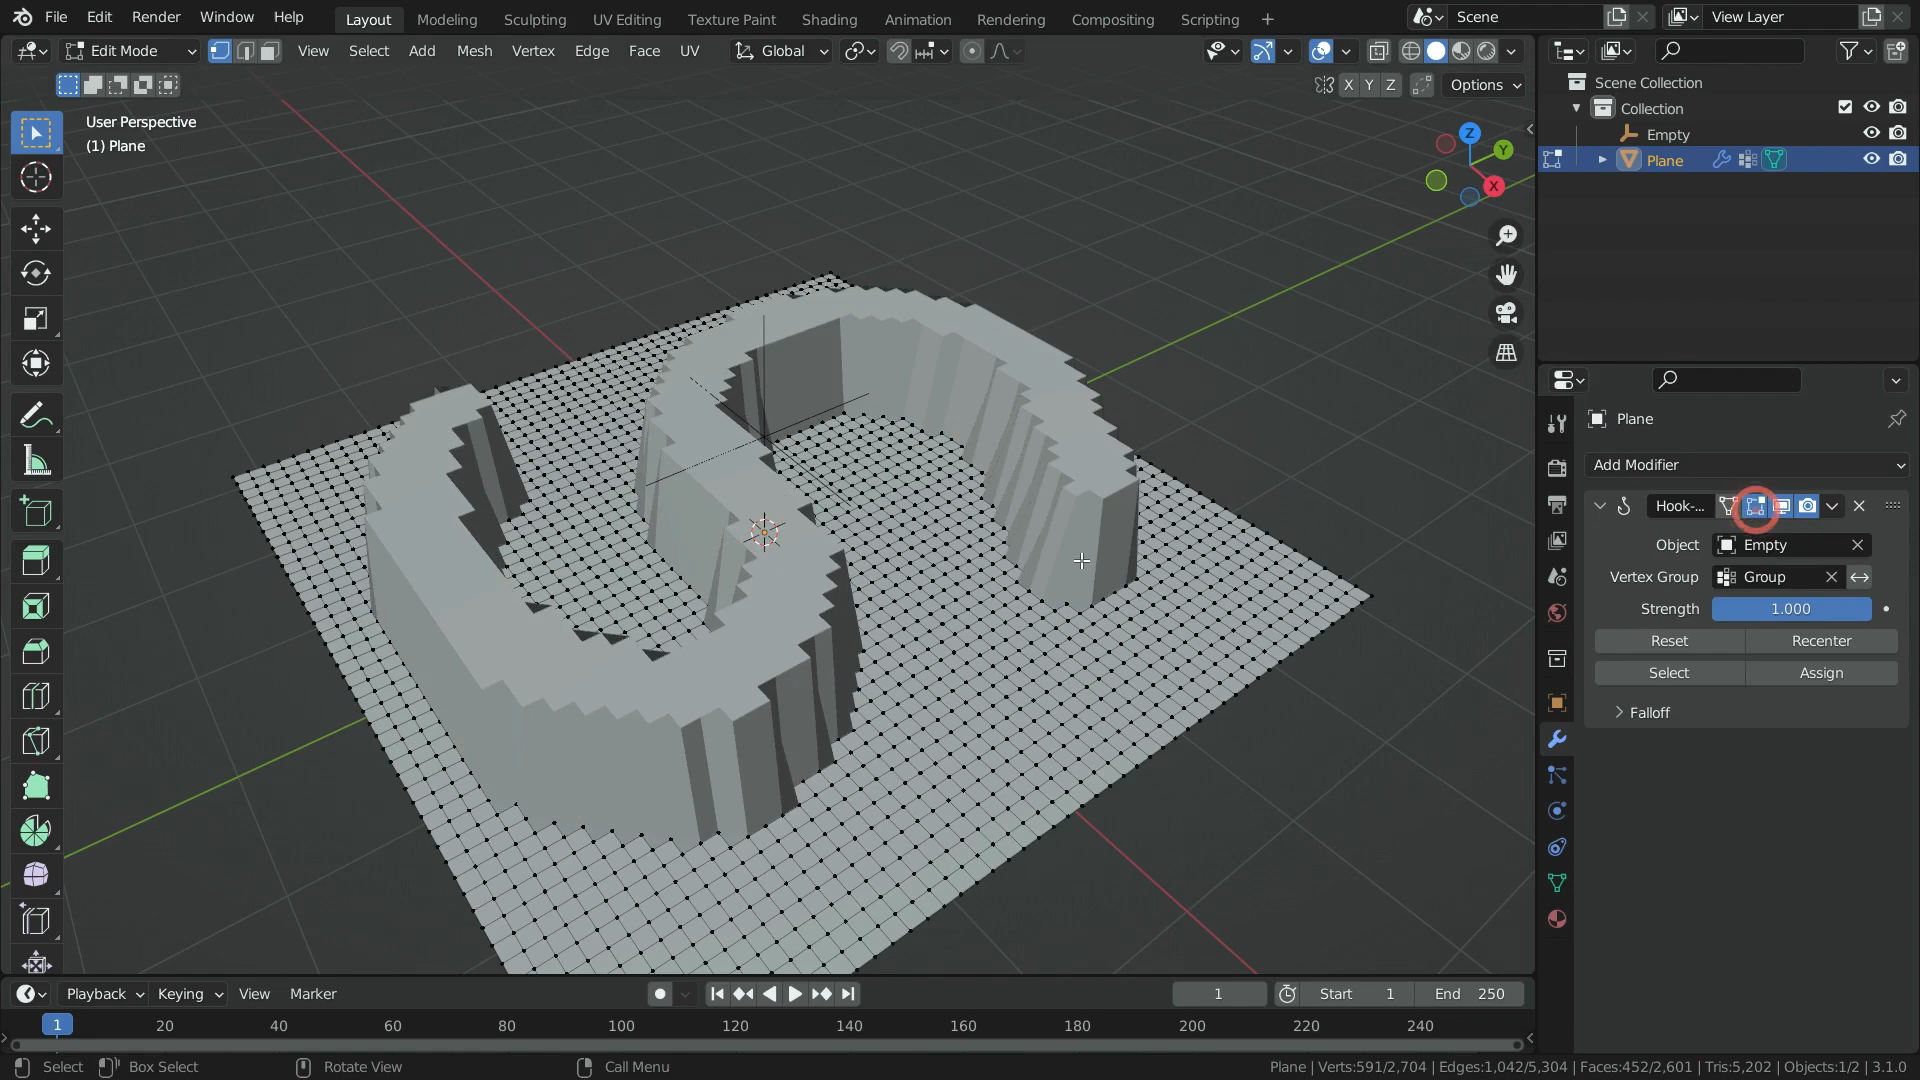 File Edit Render Window Help Layout Modeling Sculpting UV Editing Texture Paint Shading Animation Rendering Compositing Scripting + Scene View Layer
Edit Mode View Select Add Mesh Vertex Edge Face UV Global
X Y Z Options
User Perspective
(1) Plane
Z
Y
X
Scene Collection
Collection
Empty
Plane
Plane
Add Modifier
Hook-...
Object Empty
Vertex Group Group
Strength 1.000
Reset Recenter
Select Assign
Falloff
Playback Keying View Marker 1 Start 1 End 250
1 20 40 60 80 100 120 140 160 180 200 220 240
Select Box Select Rotate View Call Menu Plane | Verts:591/2,704 | Edges:1,042/5,304 | Faces:452/2,601 | Tris:5,202 | Objects:1/2 | 3.1.0